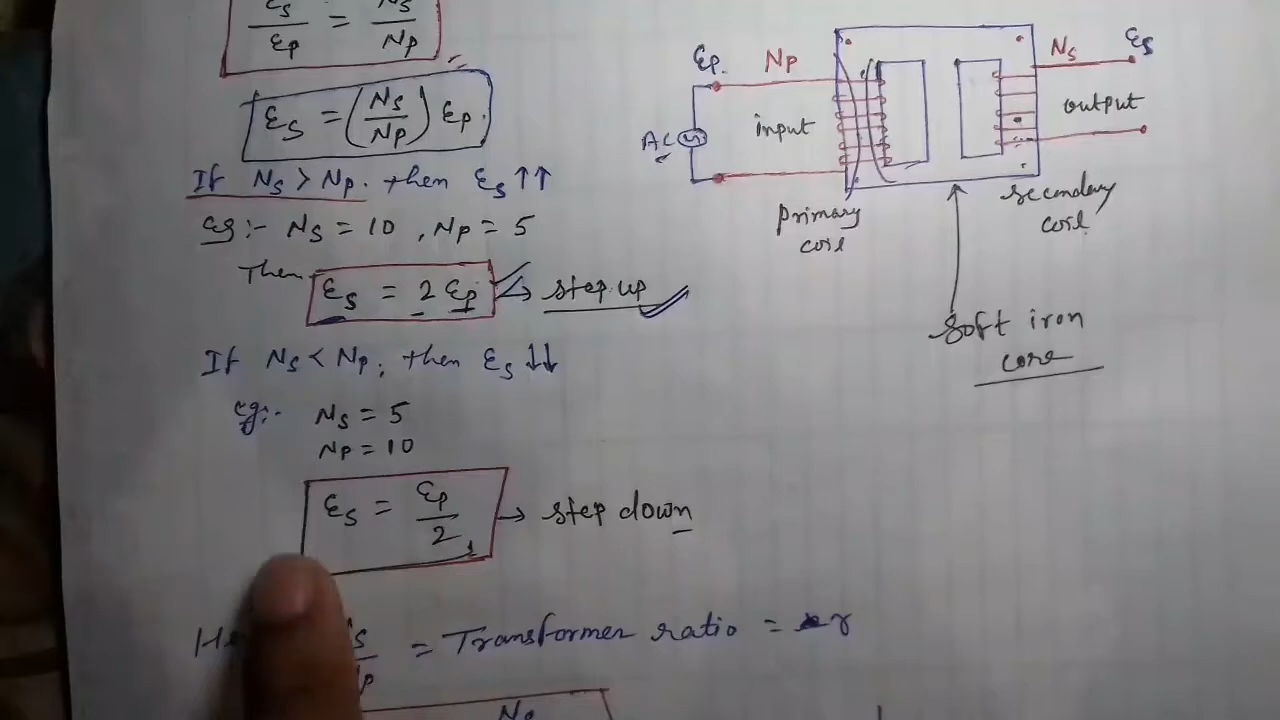 εs/εp = Ns/Np
εs = (Ns/Np) εp.
If Ns > Np. then εs ↑↑
eg :- Ns = 10 , Np = 5
Then εs = 2 εp → step up
If Ns < Np, then εs ↓↓
eg:- Ns = 5
Np = 10
εs = εp/2 → step down
= Transformer ratio = r
εp. Np
Ns εs
AC
input
output
primary coil
secondary coil
soft iron core